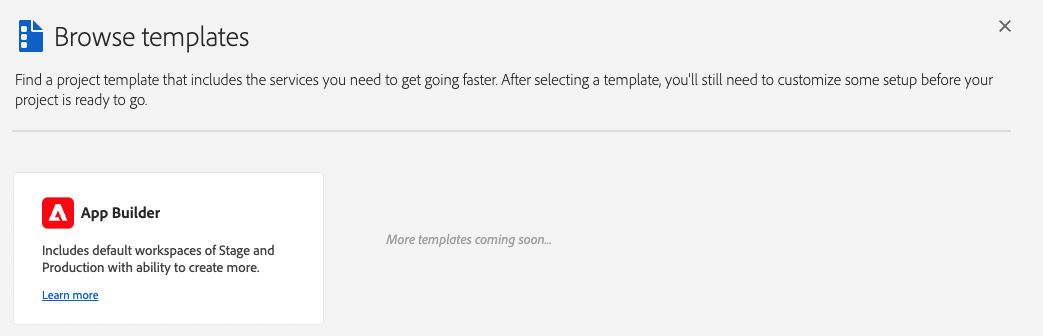 Browse templates
Find a project template that includes the services you need to get going faster. After selecting a template, you'll still need to customize some setup before your
project is ready to go.
App Builder
Includes default workspaces of Stage and
Production with ability to create more.
More templates coming soon...
Learn more